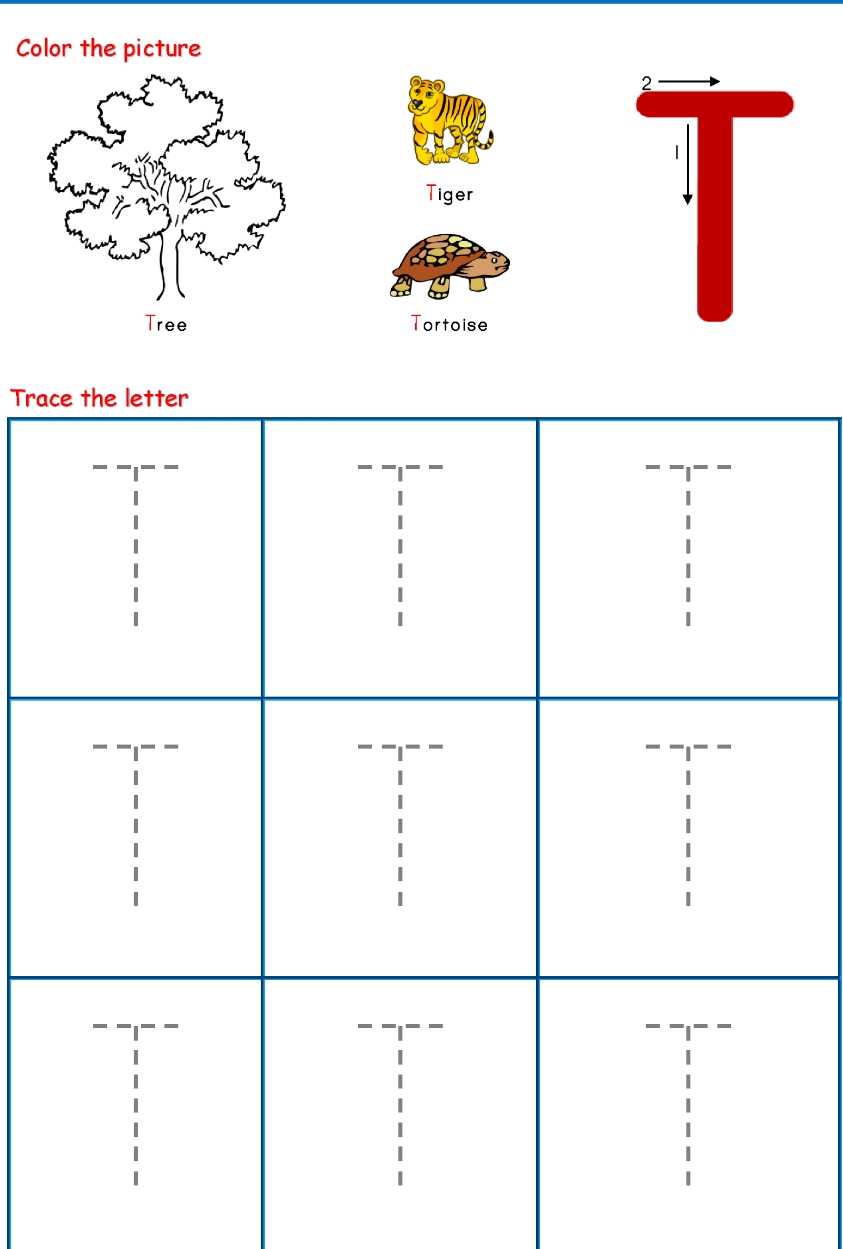 Color the picture
2
1
Tiger
Tree
Tortoise
T
Trace the letter
T T T
T T T
T T T